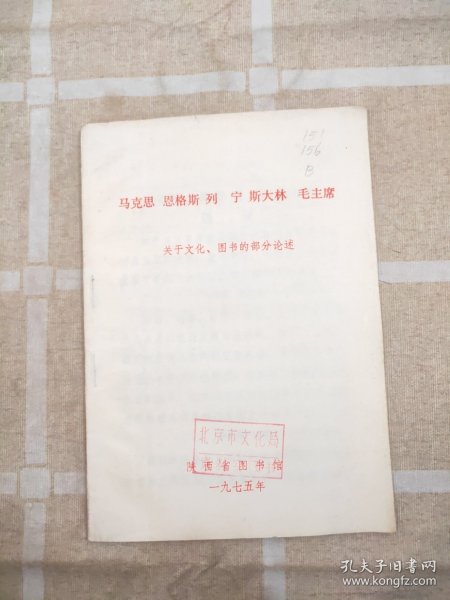 151
156
B
马克思 恩格斯 列 宁 斯大林 毛主席
关于文化、图书的部分论述
北京市文化局
陕西省图书馆
一九七五年
孔夫子旧书网
www.kongfz.com